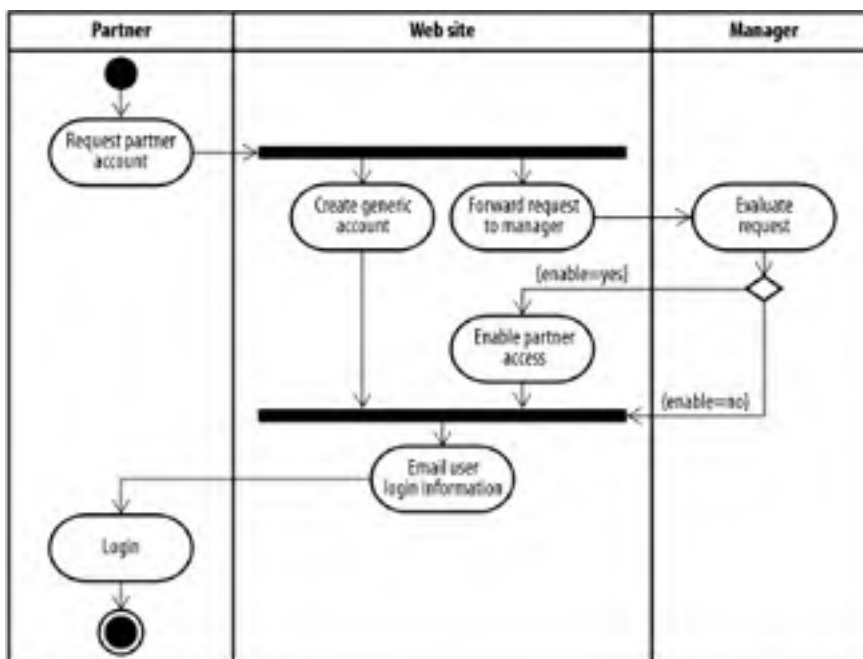 Partner
Web site
Manager
Request partner
account
Create generic
account
Forward request
to manager
Evaluate
request
{enable=yes}
Enable partner
access
{enable=no}
Email user
login information
Login